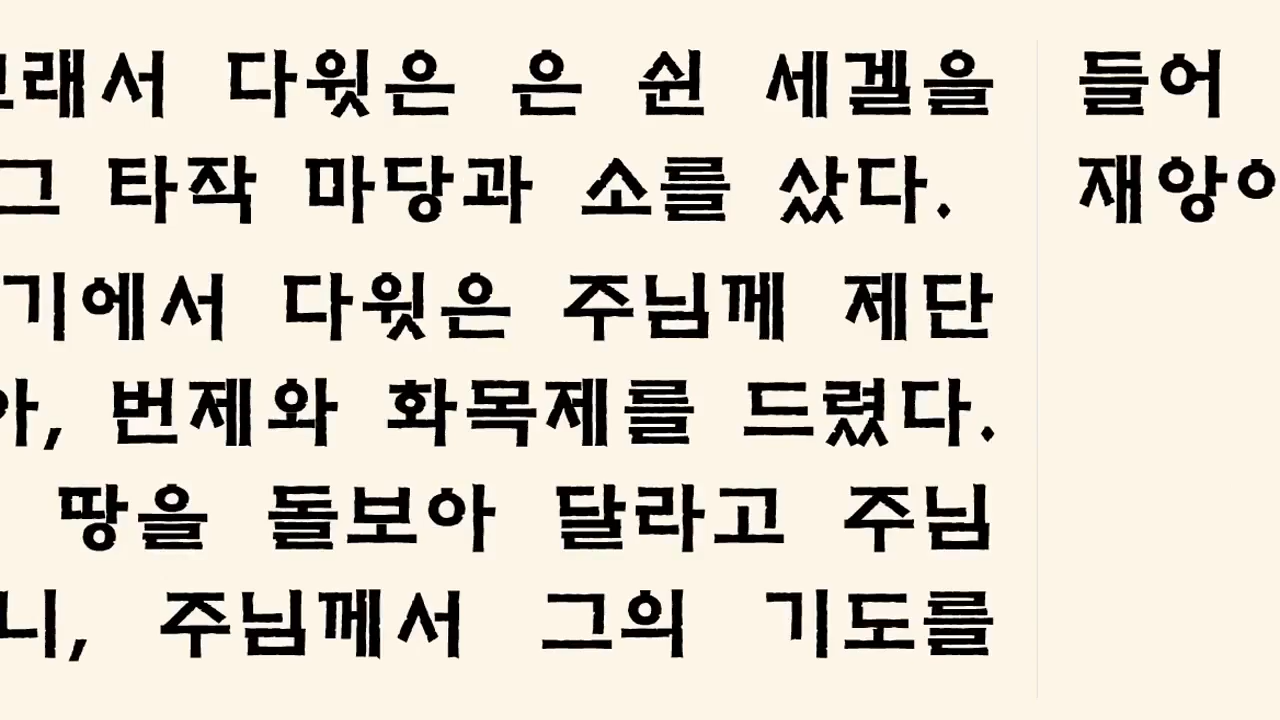 그래서 다윗은 은 쉰 세겔을
그 타작 마당과 소를 샀다.
기에서 다윗은 주님께 제단
아, 번제와 화목제를 드렸다.
땅을 돌보아 달라고 주님
니, 주님께서 그의 기도를
들어
재앙이